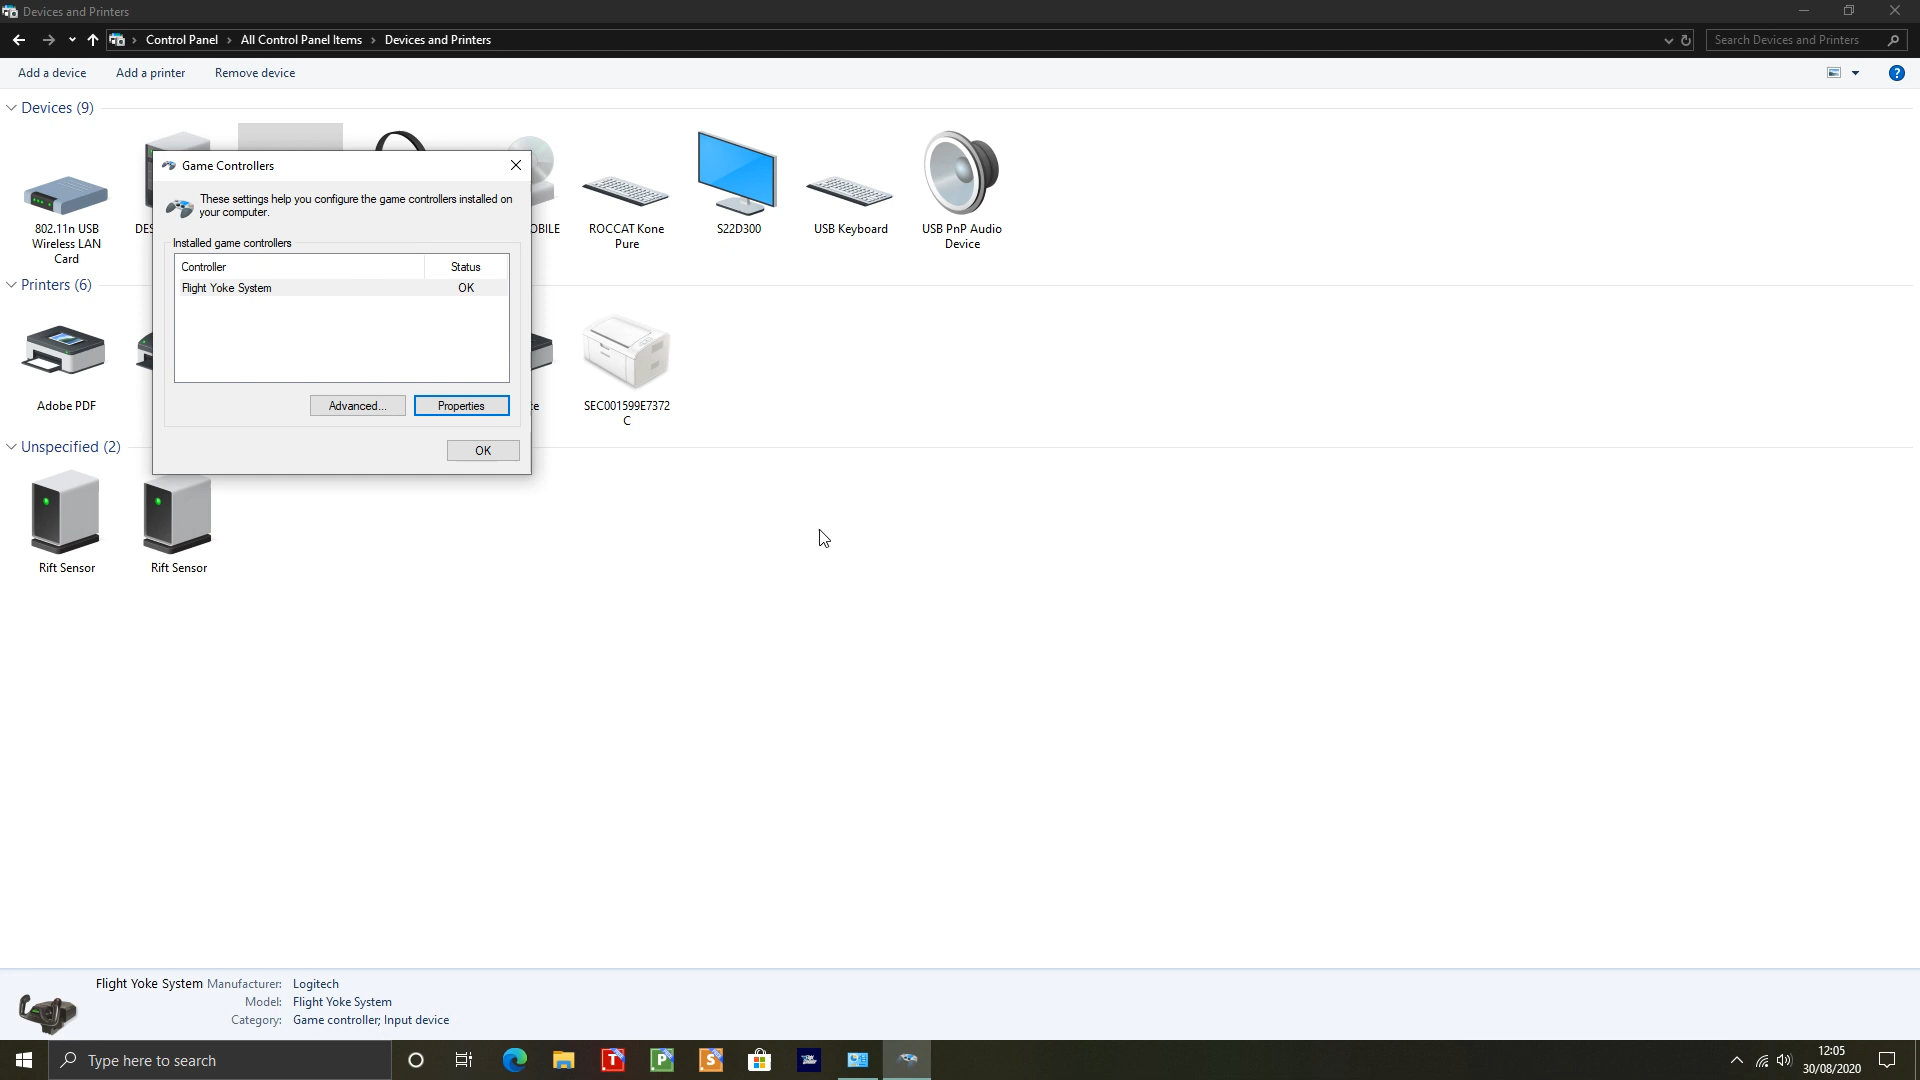 Devices and Printers
Control Panel > All Control Panel Items > Devices and Printers
Search Devices and Printers
Add a device
Add a printer
Remove device
?
Devices (9)
802.11n USB
Wireless LAN
Card
DES
OBILE
ROCCAT Kone
Pure
S22D300
USB Keyboard
USB PnP Audio
Device
Game Controllers
These settings help you configure the game controllers installed on
your computer.
Installed game controllers
Controller
Status
Flight Yoke System
OK
Advanced...
Properties
OK
Printers (6)
Adobe PDF
SEC001599E7372
C
Unspecified (2)
Rift Sensor
Rift Sensor
Flight Yoke System
Manufacturer: Logitech
Model: Flight Yoke System
Category: Game controller; Input device
Type here to search
T
P
S
12:05
30/08/2020